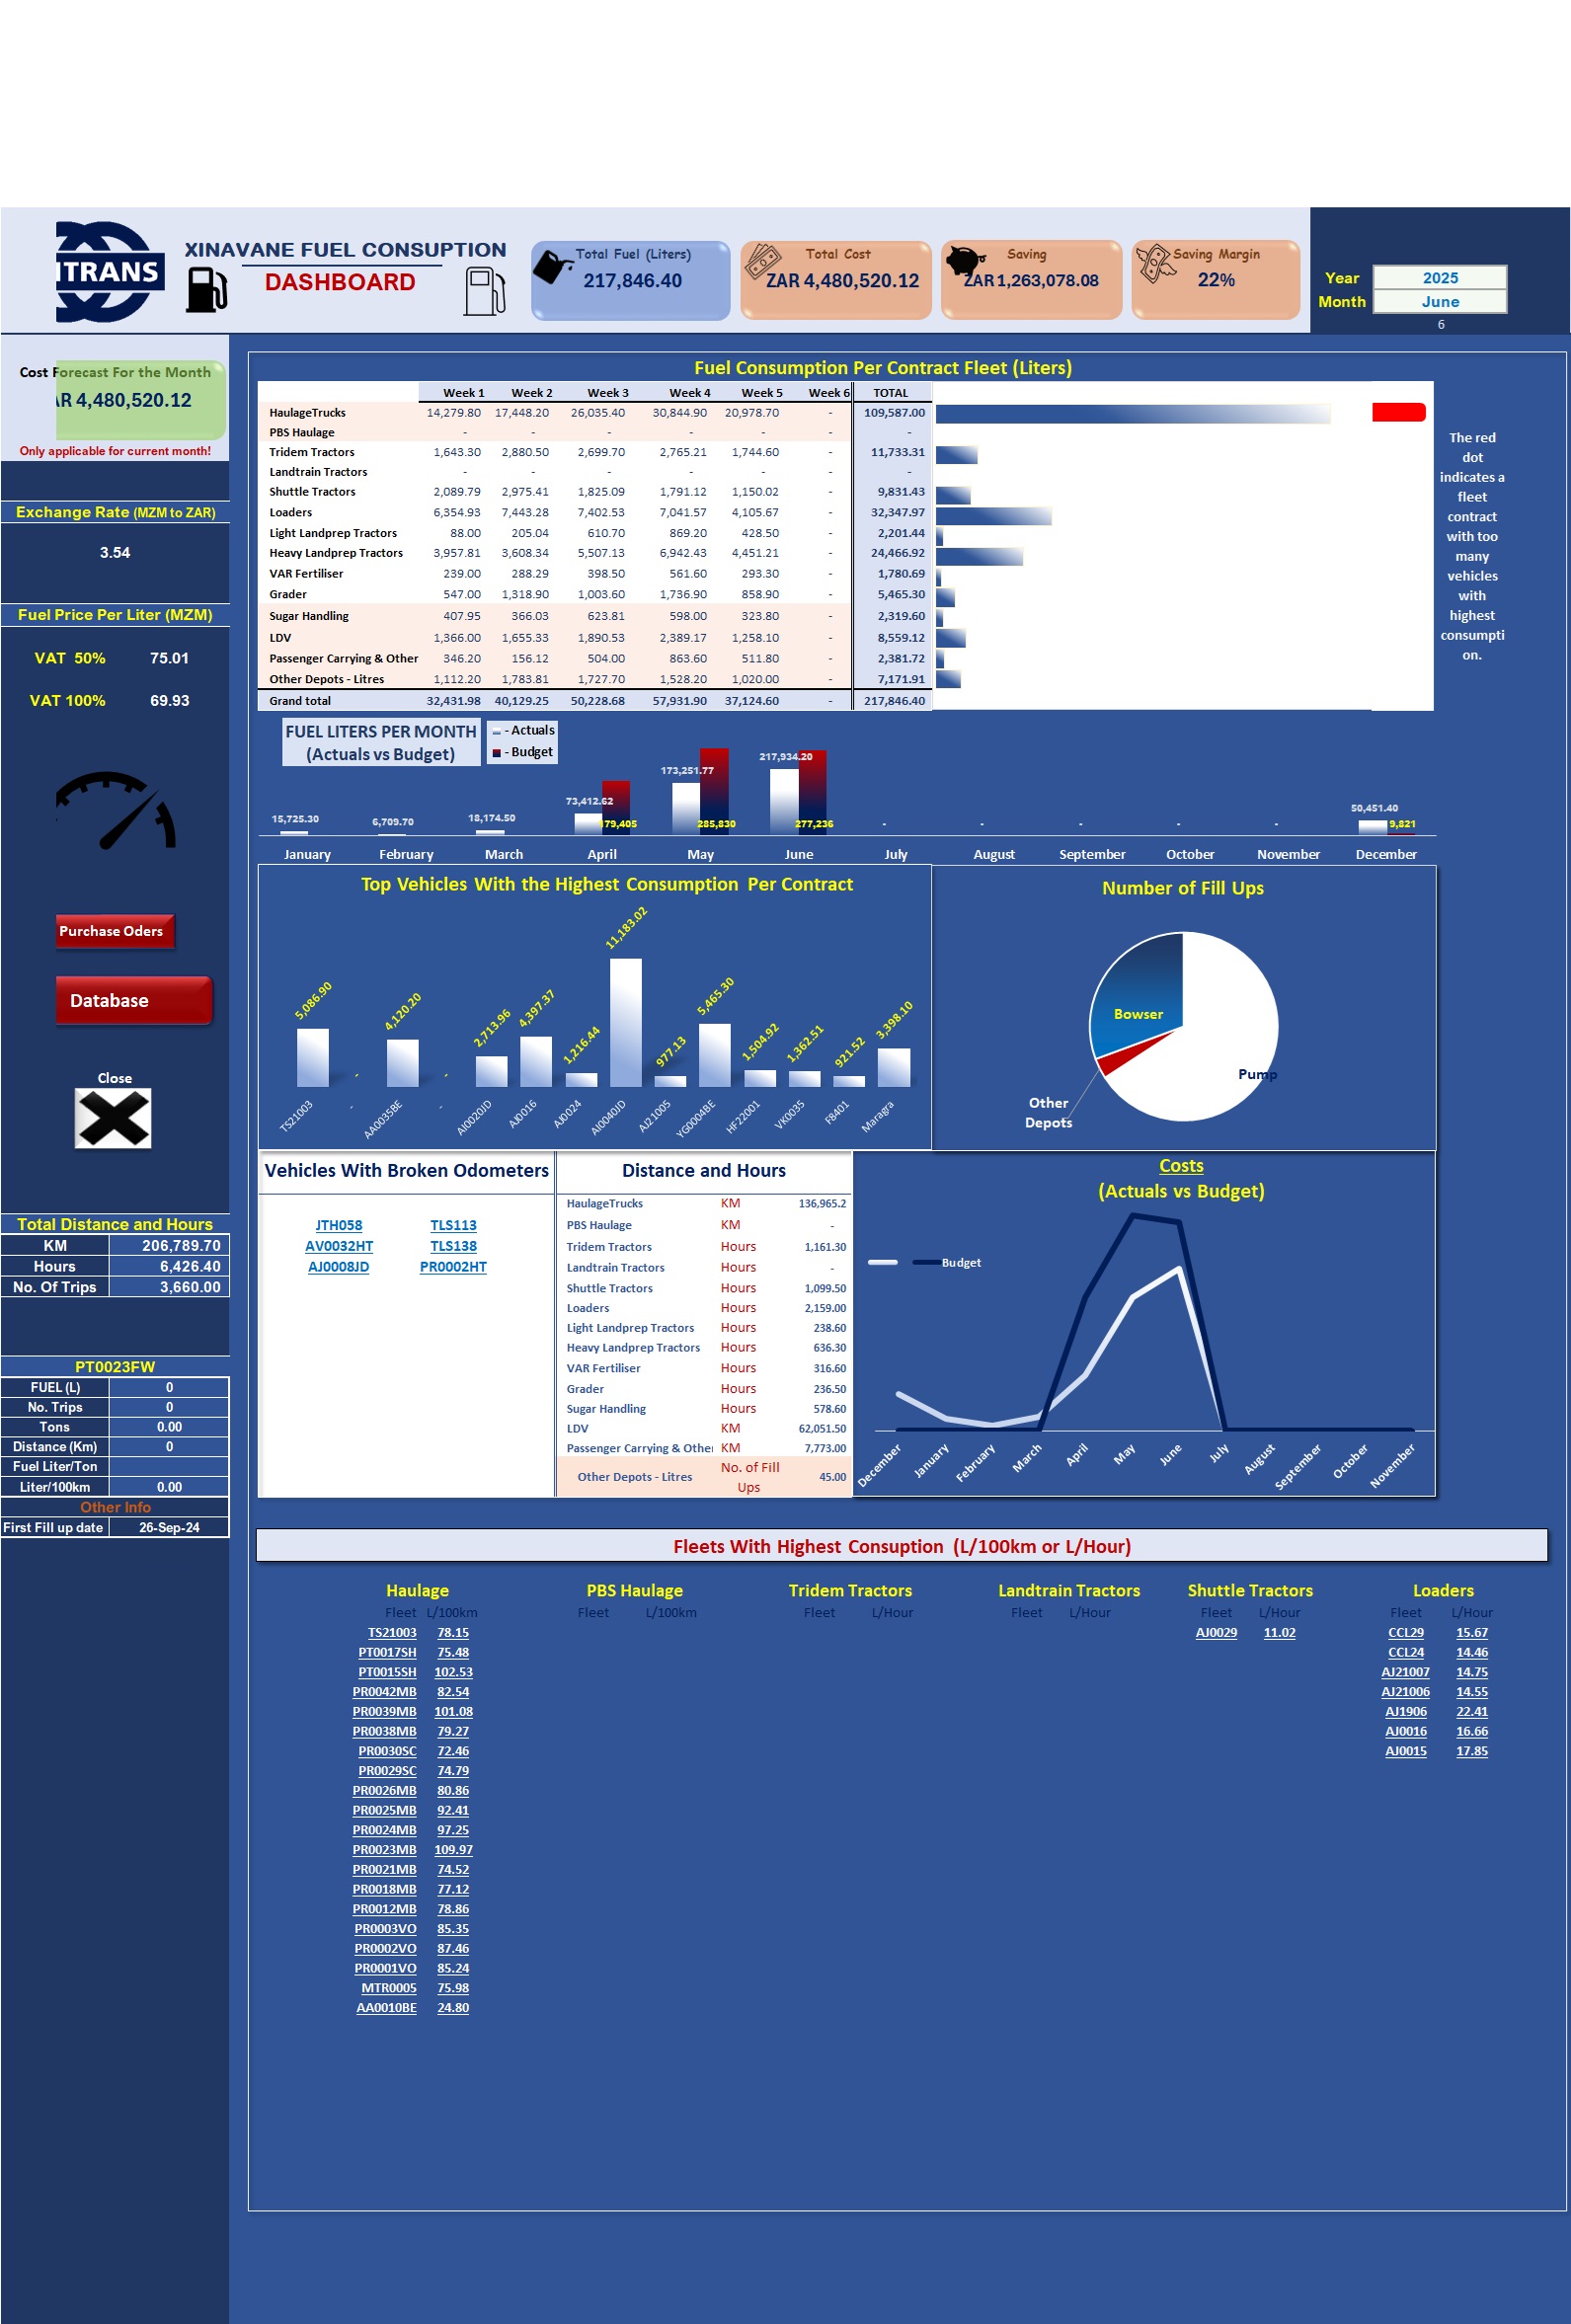 ITRANS
XINAVANE FUEL CONSUPTION
DASHBOARD
Total Fuel (Liters)
217,846.40
Total Cost
ZAR 4,480,520.12
Saving
ZAR 1,263,078.08
Saving Margin
22%
Year 2025
Month June
6
Cost Forecast For the Month
AR 4,480,520.12
Only applicable for current month!
Exchange Rate (MZM to ZAR)
3.54
Fuel Price Per Liter (MZM)
VAT 50% 75.01
VAT 100% 69.93
Purchase Oders
Database
Close
Total Distance and Hours
KM 206,789.70
Hours 6,426.40
No. Of Trips 3,660.00
PT0023FW
FUEL (L) 0
No. Trips 0
Tons 0.00
Distance (Km) 0
Fuel Liter/Ton
Liter/100km 0.00
Other Info
First Fill up date 26-Sep-24
Fuel Consumption Per Contract Fleet (Liters)
Week 1 Week 2 Week 3 Week 4 Week 5 Week 6 TOTAL
HaulageTrucks 14,279.80 17,448.20 26,035.40 30,844.90 20,978.70 - 109,587.00
PBS Haulage - - - - - - -
Tridem Tractors 1,643.30 2,880.50 2,699.70 2,765.21 1,744.60 - 11,733.31
Landtrain Tractors - - - - - - -
Shuttle Tractors 2,089.79 2,975.41 1,825.09 1,791.12 1,150.02 - 9,831.43
Loaders 6,354.93 7,443.28 7,402.53 7,041.57 4,105.67 - 32,347.97
Light Landprep Tractors 88.00 205.04 610.70 869.20 428.50 - 2,201.44
Heavy Landprep Tractors 3,957.81 3,608.34 5,507.13 6,942.43 4,451.21 - 24,466.92
VAR Fertiliser 239.00 288.29 398.50 561.60 293.30 - 1,780.69
Grader 547.00 1,318.90 1,003.60 1,736.90 858.90 - 5,465.30
Sugar Handling 407.95 366.03 623.81 598.00 323.80 - 2,319.60
LDV 1,366.00 1,655.33 1,890.53 2,389.17 1,258.10 - 8,559.12
Passenger Carrying & Other 346.20 156.12 504.00 863.60 511.80 - 2,381.72
Other Depots - Litres 1,112.20 1,783.81 1,727.70 1,528.20 1,020.00 - 7,171.91
Grand total 32,431.98 40,129.25 50,228.68 57,931.90 37,124.60 - 217,846.40
The red
dot
indicates a
fleet
contract
with too
many
vehicles
with
highest
consumpti
on.
FUEL LITERS PER MONTH
(Actuals vs Budget)
- Actuals
- Budget
15,725.30 6,709.70 18,174.50 73,412.62 173,251.77 217,934.20 - - - - - 50,451.40
179,405 285,830 277,236 9,821
January February March April May June July August September October November December
Top Vehicles With the Highest Consumption Per Contract
5,086.90 - 4,120.20 - 2,713.96 4,397.37 1,216.44 11,183.02 977.13 5,465.30 1,504.92 1,362.51 921.52 3,398.10
TS21003 - AA0035BE - AI0020JD AJ0016 AJ0024 AI0040JD AJ21005 YG0004BE HF22001 VK0035 F8401 Maragra
Number of Fill Ups
Bowser
Pump
Other
Depots
Vehicles With Broken Odometers
JTH058 TLS113
AV0032HT TLS138
AJ0008JD PR0002HT
Distance and Hours
HaulageTrucks KM 136,965.2
PBS Haulage KM -
Tridem Tractors Hours 1,161.30
Landtrain Tractors Hours -
Shuttle Tractors Hours 1,099.50
Loaders Hours 2,159.00
Light Landprep Tractors Hours 238.60
Heavy Landprep Tractors Hours 636.30
VAR Fertiliser Hours 316.60
Grader Hours 236.50
Sugar Handling Hours 578.60
LDV KM 62,051.50
Passenger Carrying & Other KM 7,773.00
Other Depots - Litres No. of Fill Ups 45.00
Costs
(Actuals vs Budget)
Budget
December January February March April May June July August September October November
Fleets With Highest Consuption (L/100km or L/Hour)
Haulage PBS Haulage Tridem Tractors Landtrain Tractors Shuttle Tractors Loaders
Fleet L/100km Fleet L/100km Fleet L/Hour Fleet L/Hour Fleet L/Hour Fleet L/Hour
TS21003 78.15 AJ0029 11.02 CCL29 15.67
PT0017SH 75.48 CCL24 14.46
PT0015SH 102.53 AJ21007 14.75
PR0042MB 82.54 AJ21006 14.55
PR0039MB 101.08 AJ1906 22.41
PR0038MB 79.27 AJ0016 16.66
PR0030SC 72.46 AJ0015 17.85
PR0029SC 74.79
PR0026MB 80.86
PR0025MB 92.41
PR0024MB 97.25
PR0023MB 109.97
PR0021MB 74.52
PR0018MB 77.12
PR0012MB 78.86
PR0003VO 85.35
PR0002VO 87.46
PR0001VO 85.24
MTR0005 75.98
AA0010BE 24.80